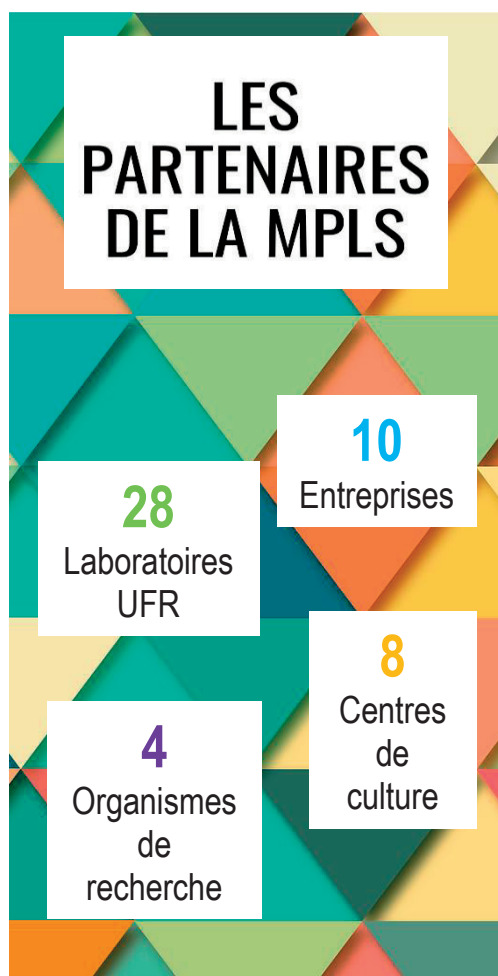 LES
PARTENAIRES
DE LA MPLS
10
Entreprises
28
Laboratoires
UFR
8
Centres
de
culture
4
Organismes
de
recherche